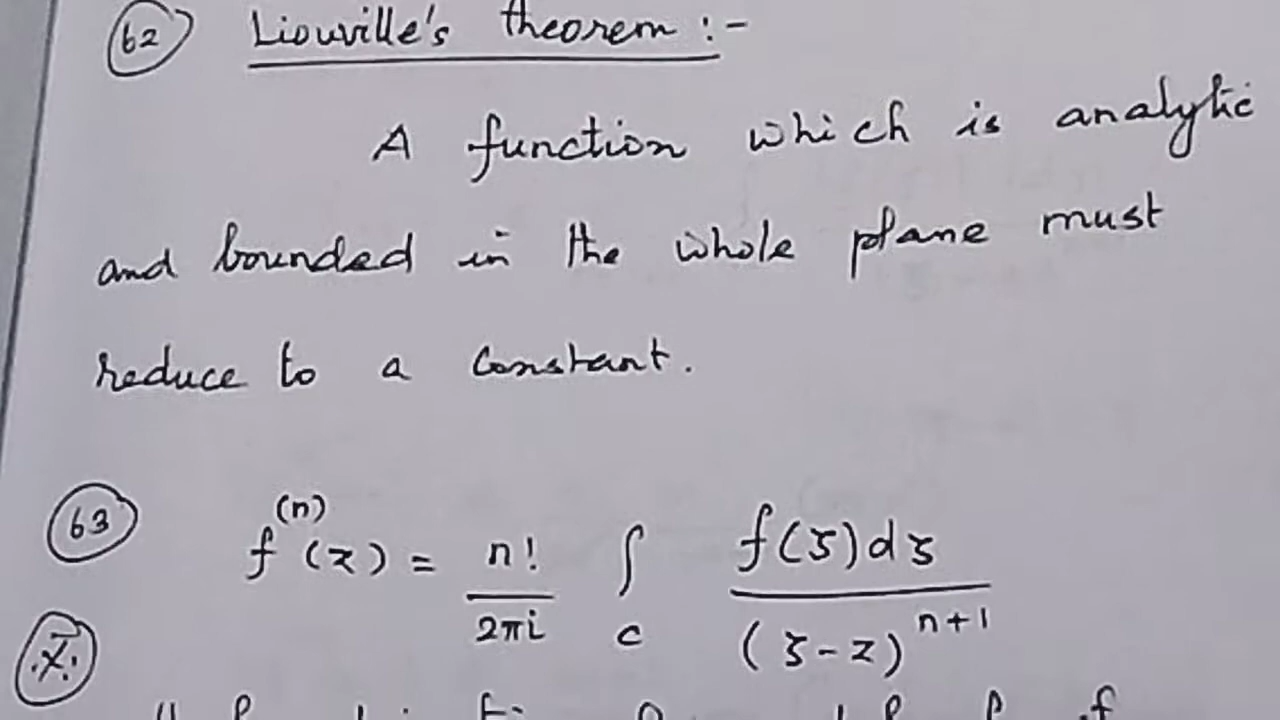 62 Liouville's theorem :-
A function which is analytic
and bounded in the whole plane must
reduce to a constant.
63 f^(n)(z) = n!/2πi ∫_C f(ζ)dζ/(ζ-z)^n+1